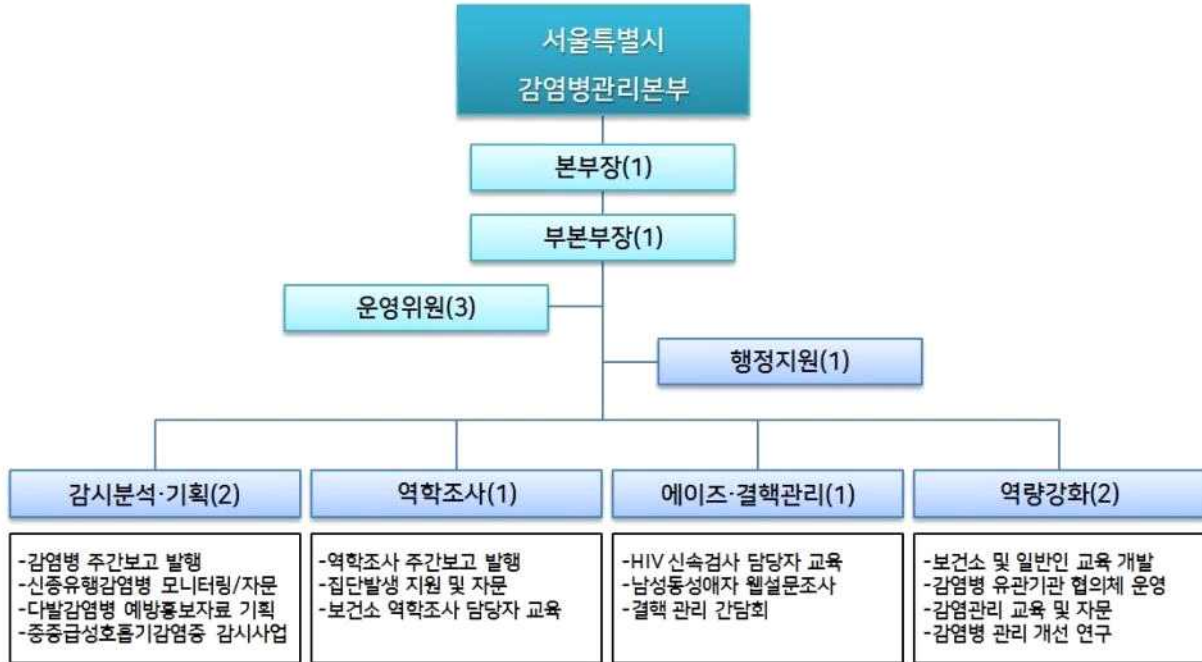 서울특별시
감염병관리본부
본부장(1)
부본부장(1)
운영위원(3)
행정지원(1)
감시분석·기획(2)
역학조사(1)
에이즈·결핵관리(1)
역량강화(2)
-감염병 주간보고 발행
-신종유행감염병 모니터링/자문
-다발감염병 예방홍보자료 기획
-중증급성호흡기감염증 감시사업
-역학조사 주간보고 발행
-집단발생 지원 및 자문
-보건소 역학조사 담당자 교육
-HIV 신속검사 담당자 교육
-남성동성애자 웹설문조사
-결핵 관리 간담회
-보건소 및 일반인 교육 개발
-감염병 유관기관 협의체 운영
-감염관리 교육 및 자문
-감염병 관리 개선 연구